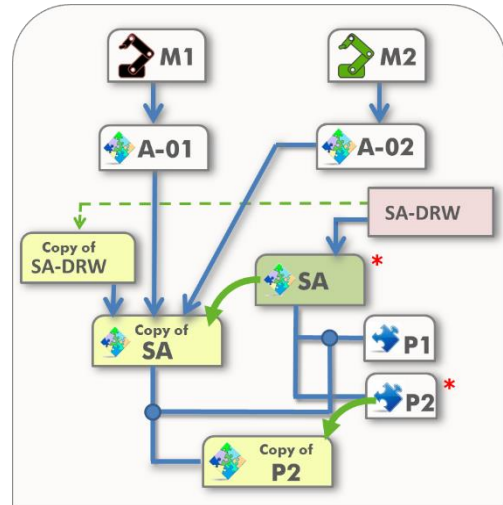 M1
M2
A-01
A-02
SA-DRW
Copy of
SA-DRW
SA
*
Copy of
SA
P1
P2
*
Copy of
P2